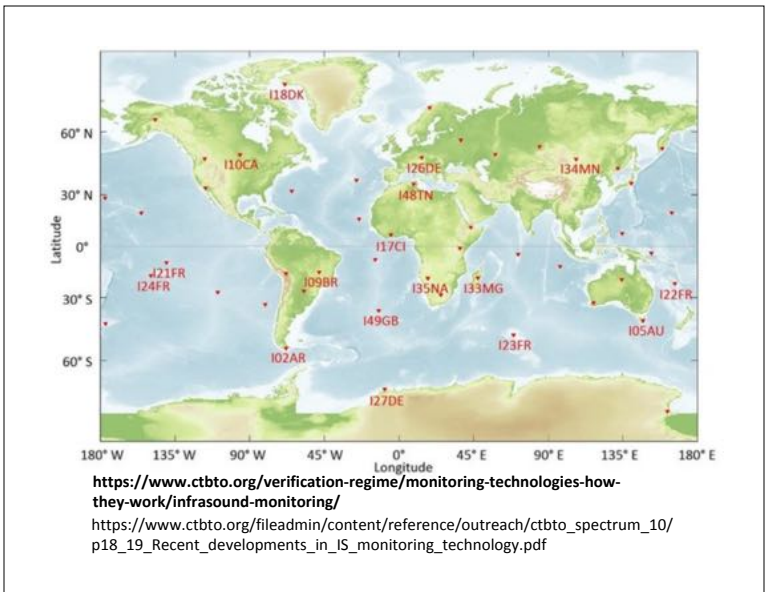 I18DK
60° N
I10CA
I26DE
I34MN
I48TN
30° N
I17CI
Latitude
0°
I21FR
I24FR
I09BR
I35NA
I33MG
I22FR
30° S
I49GB
I05AU
I23FR
I02AR
60° S
I27DE
180° W 135° W 90° W 45° W 0° 45° E 90° E 135° E 180° E
Longitude
https://www.ctbto.org/verification-regime/monitoring-technologies-how-
they-work/infrasound-monitoring/
https://www.ctbto.org/fileadmin/content/reference/outreach/ctbto_spectrum_10/
p18_19_Recent_developments_in_IS_monitoring_technology.pdf